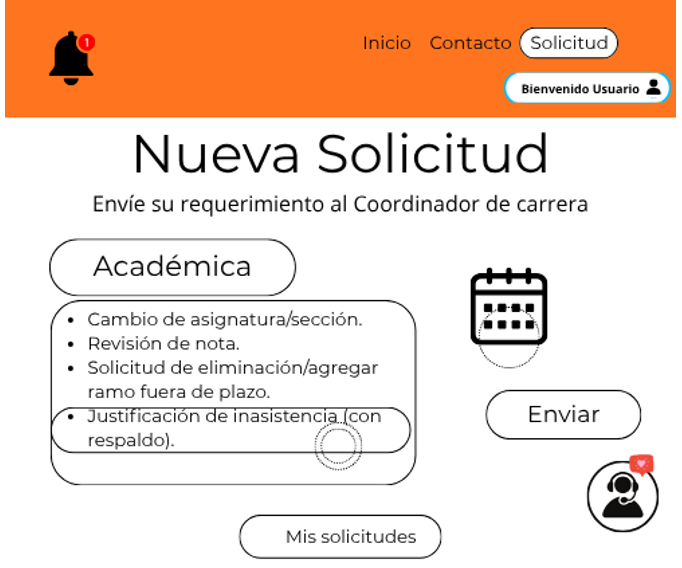 1
Inicio Contacto Solicitud
Bienvenido Usuario
Nueva Solicitud
Envíe su requerimiento al Coordinador de carrera
Académica
• Cambio de asignatura/sección.
• Revisión de nota.
• Solicitud de eliminación/agregar
ramo fuera de plazo.
• Justificación de inasistencia (con
respaldo).
Enviar
Mis solicitudes